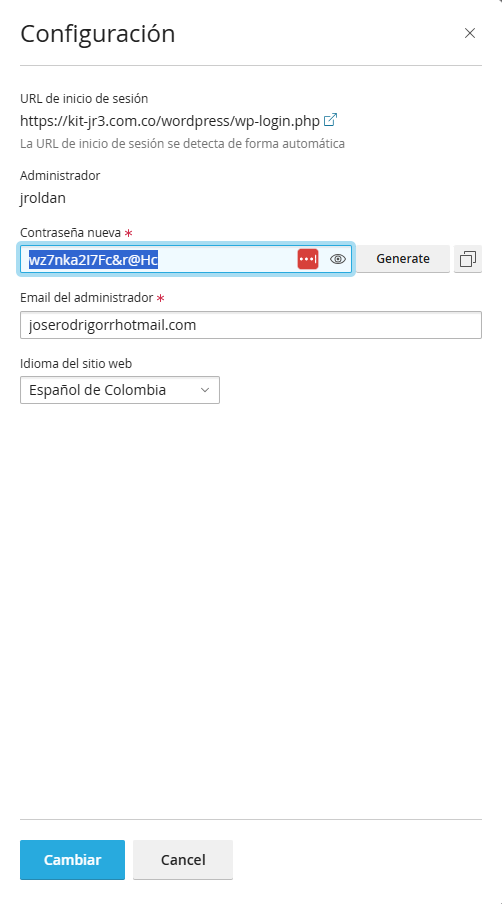 Configuración
URL de inicio de sesión
https://kit-jr3.com.co/wordpress/wp-login.php
La URL de inicio de sesión se detecta de forma automática
Administrador
jroldan
Contraseña nueva *
wz7nka2I7Fc&r@Hc
Generate
Email del administrador *
joserodrigorrhotmail.com
Idioma del sitio web
Español de Colombia
Cambiar
Cancel